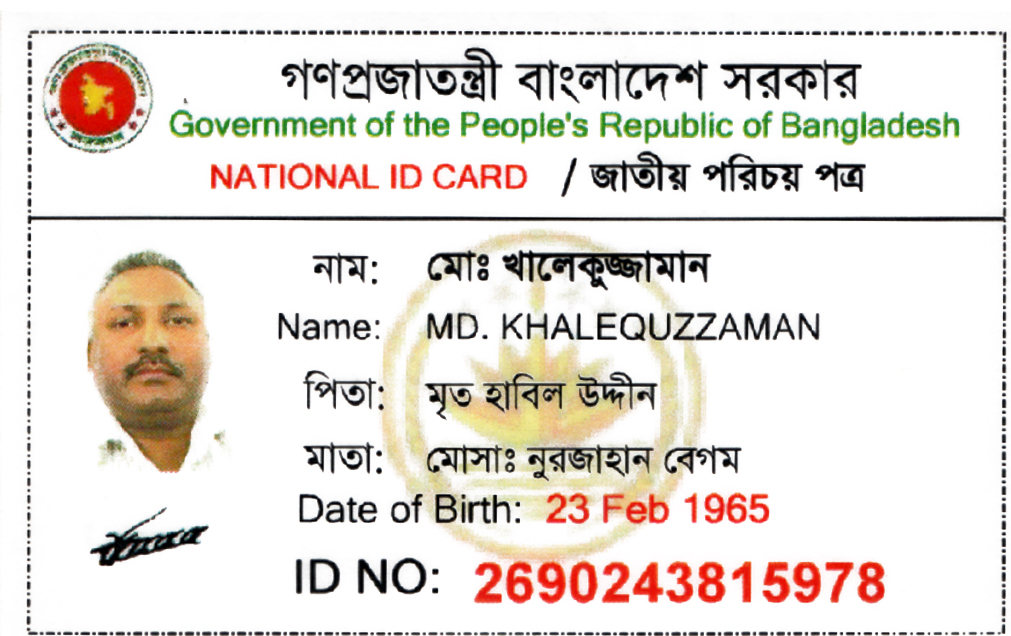 গণপ্রজাতন্ত্রী বাংলাদেশ সরকার
Government of the People's Republic of Bangladesh
NATIONAL ID CARD / জাতীয় পরিচয় পত্র
নাম: মোঃ খালেকুজ্জামান
Name: MD. KHALEQUZZAMAN
পিতা: মৃত হাবিল উদ্দীন
মাতা: মোসাঃ নুরজাহান বেগম
Date of Birth: 23 Feb 1965
ID NO: 2690243815978